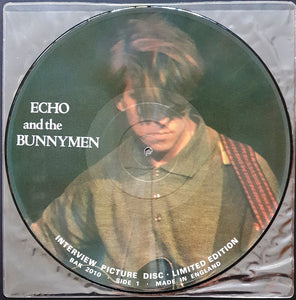 ECHO
and the
BUNNYMEN
INTERVIEW PICTURE DISC · LIMITED EDITION
BAK 2010 · SIDE 1 · MADE IN ENGLAND